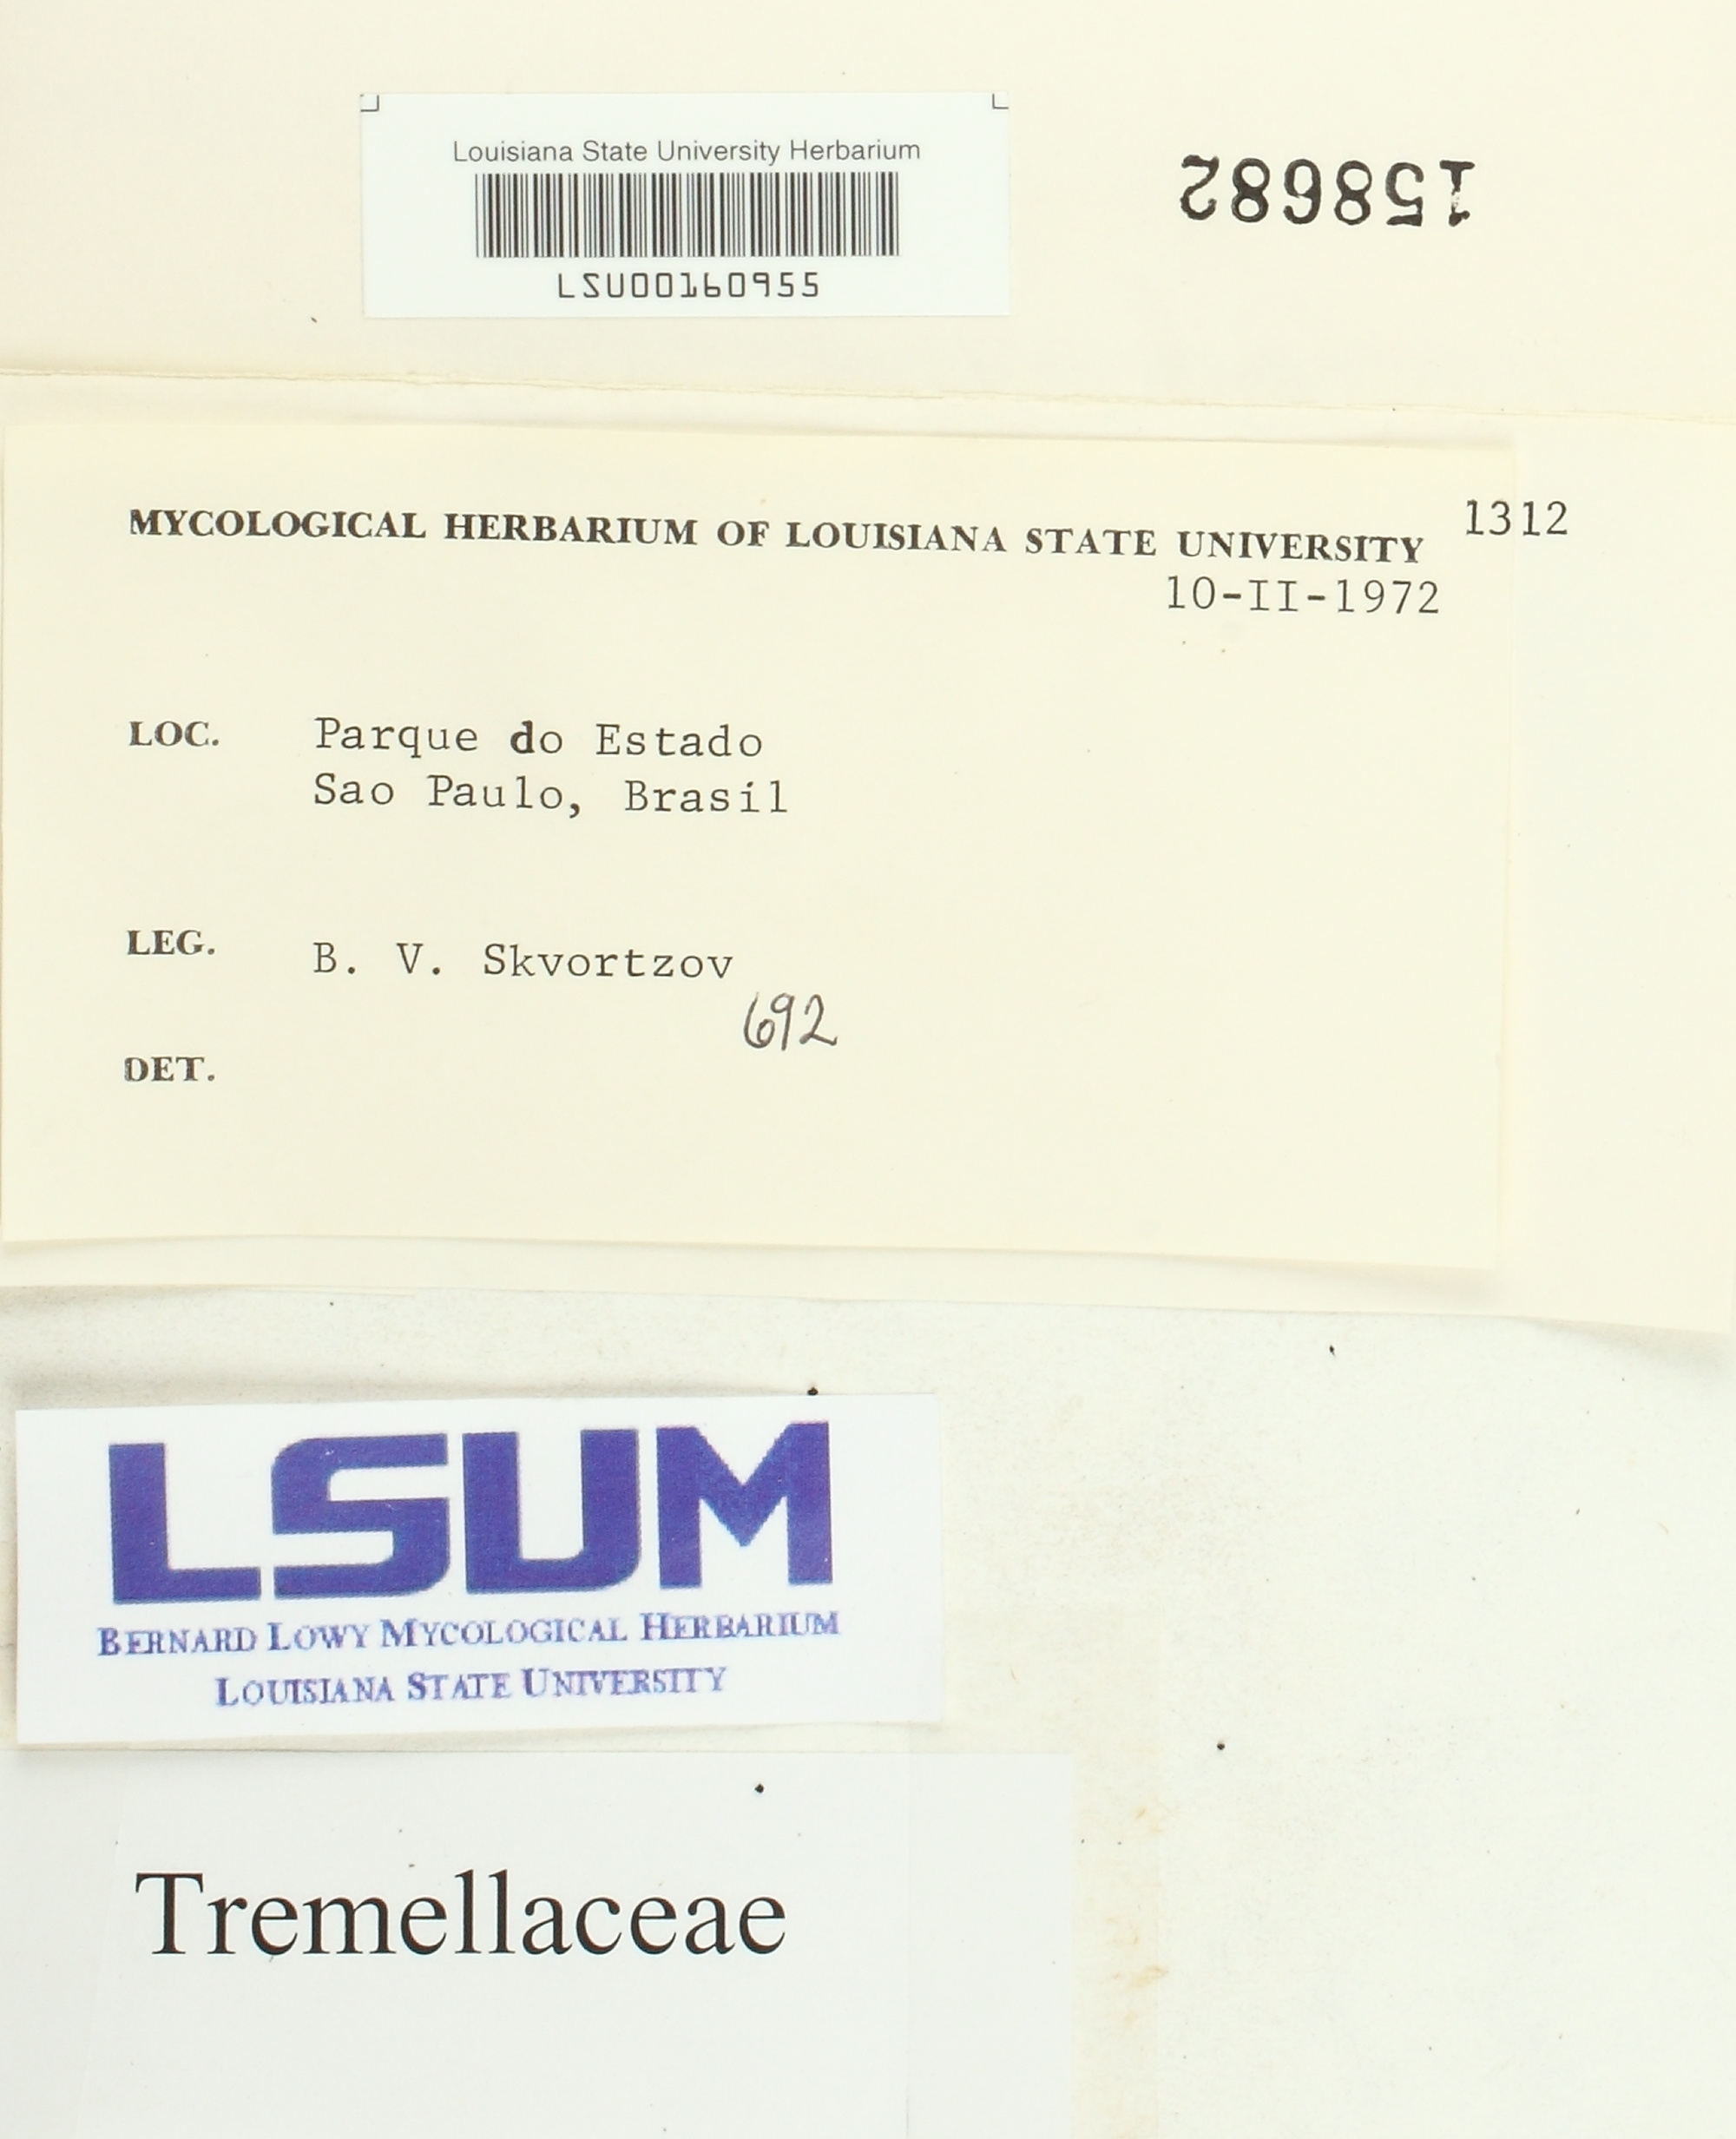 Louisiana State University Herbarium
LSU00160955
158682
MYCOLOGICAL HERBARIUM OF LOUISIANA STATE UNIVERSITY 1312
10-II-1972
LOC. Parque do Estado
Sao Paulo, Brasil
LEG. B. V. Skvortzov
692
DET.
LSUM
BERNARD LOWY MYCOLOGICAL HERBARIUM
LOUISIANA STATE UNIVERSITY
Tremellaceae